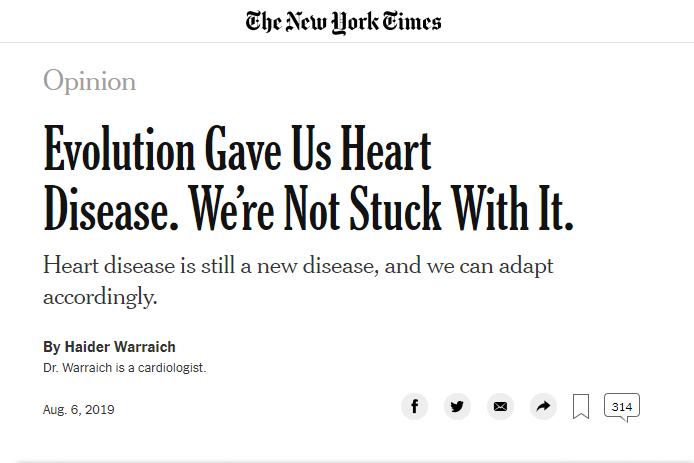 The New York Times
Opinion
Evolution Gave Us Heart
Disease. We’re Not Stuck With It.
Heart disease is still a new disease, and we can adapt
accordingly.
By Haider Warraich
Dr. Warraich is a cardiologist.
Aug. 6, 2019
314